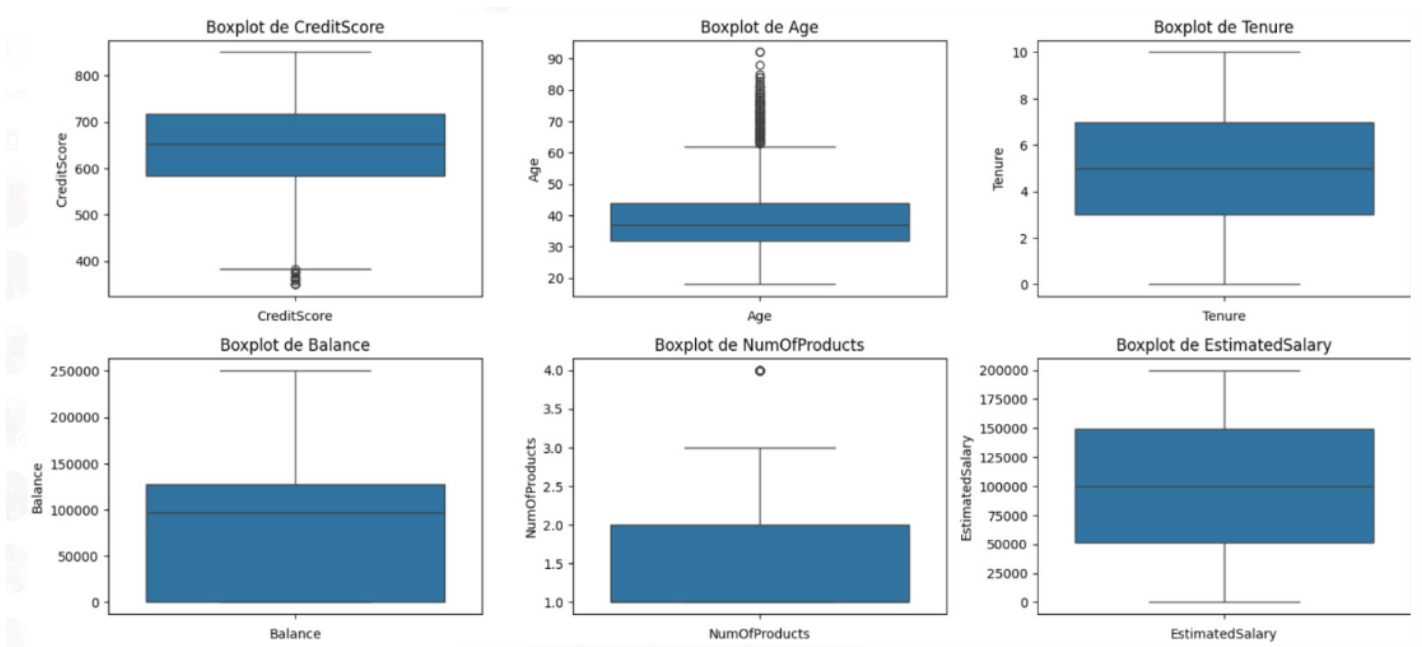 Boxplot de CreditScore
800
700
600
500
400
CreditScore
CreditScore
Boxplot de Age
90
80
70
60
50
40
30
20
Age
Age
Boxplot de Tenure
10
8
6
4
2
0
Tenure
Tenure
Boxplot de Balance
250000
200000
150000
100000
50000
0
Balance
Balance
Boxplot de NumOfProducts
4.0
3.5
3.0
2.5
2.0
1.5
1.0
NumOfProducts
NumOfProducts
Boxplot de EstimatedSalary
200000
175000
150000
125000
100000
75000
50000
25000
0
EstimatedSalary
EstimatedSalary